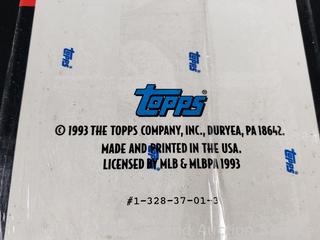 Topps
© 1993 THE TOPPS COMPANY, INC., DURYEA, PA 18642.
MADE AND PRINTED IN THE USA.
LICENSED BY MLB & MLBPA 1993
#1-328-37-01-3